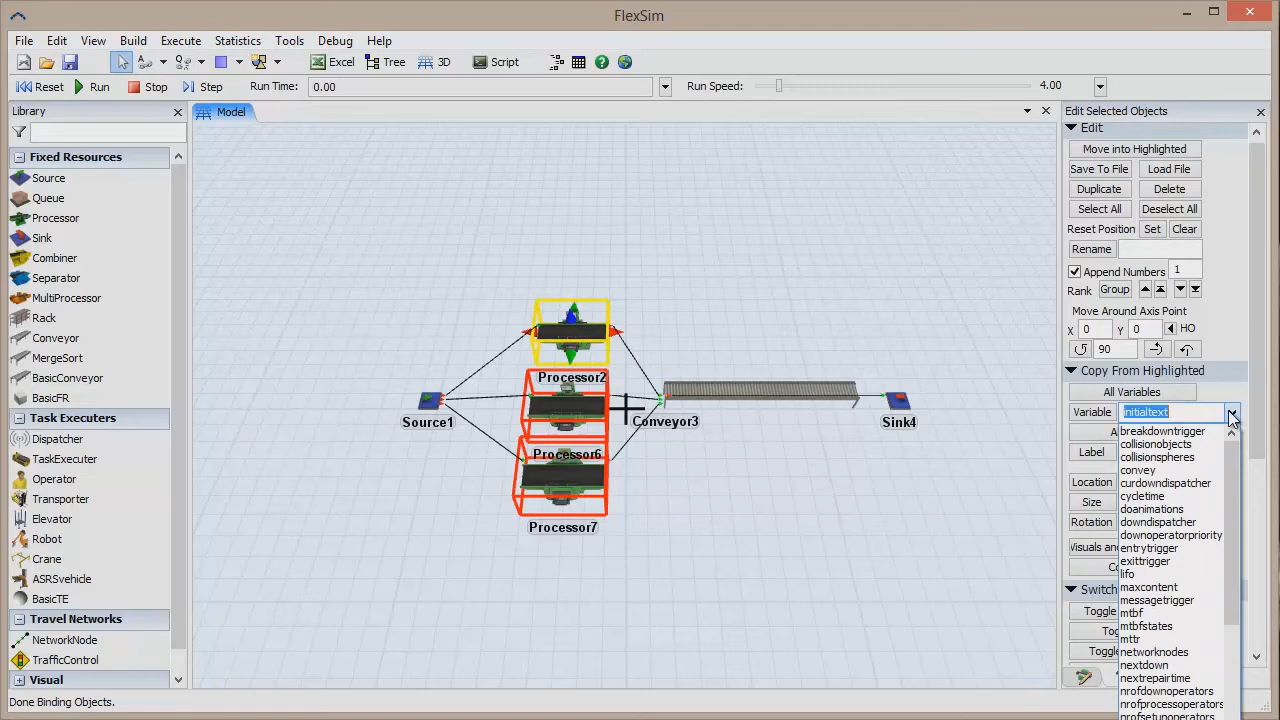 FlexSim
File Edit View Build Execute Statistics Tools Debug Help
Excel Tree 3D Script
Reset Run Stop Step Run Time: 0.00 Run Speed: 4.00
Library
Model
Edit Selected Objects
Fixed Resources
Source
Queue
Processor
Sink
Combiner
Separator
MultiProcessor
Rack
Conveyor
MergeSort
BasicConveyor
BasicFR
Task Executers
Dispatcher
TaskExecuter
Operator
Transporter
Elevator
Robot
Crane
ASRSvehicle
BasicTE
Travel Networks
NetworkNode
TrafficControl
Visual
Processor2
Source1
Conveyor3
Sink4
Processor6
Processor7
Edit
Move into Highlighted
Save To File Load File
Duplicate Delete
Select All Deselect All
Reset Position Set Clear
Rename
Append Numbers 1
Rank Group
Move Around Axis Point
X 0 Y 0 HO
90
Copy From Highlighted
All Variables
Variable initialtext
breakdowntrigger
collisionobjects
Label
collisionspheres
convey
Location
curdowndispatcher
cycletime
Size
doanimations
Rotation
downdispatcher
downoperatorpriority
Visuals and
entrytrigger
exittrigger
lifo
Switch
maxcontent
messagetrigger
Toggle
mtbf
mtbfstates
mttr
Toggle
networknodes
nextdown
nextrepairtime
nrofdownoperators
nrofprocessoperators
nrofsetupoperators
Done Binding Objects.